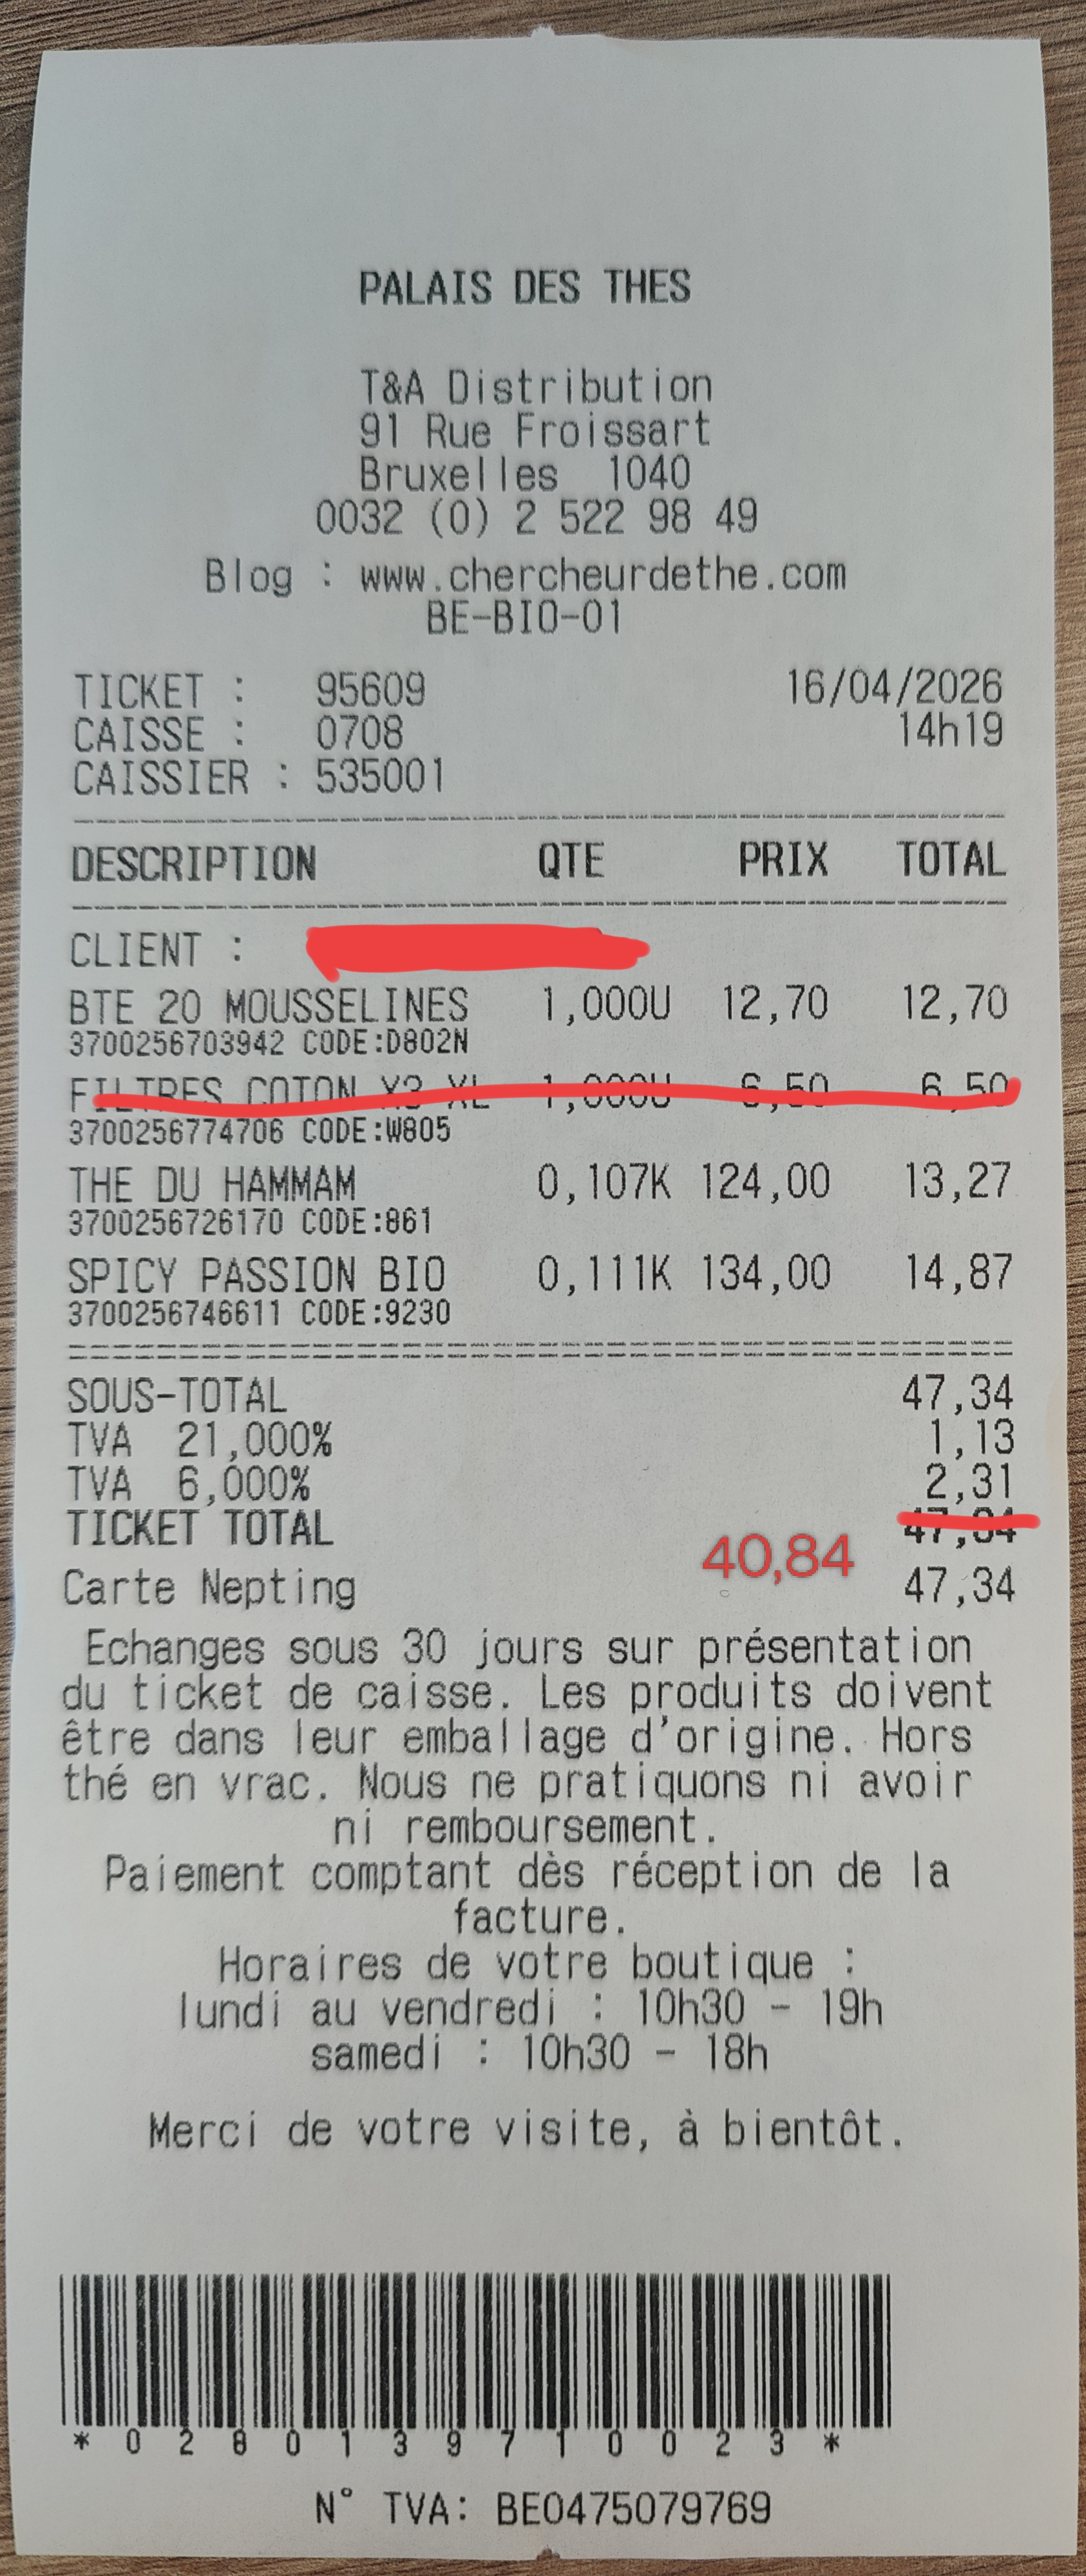 PALAIS DES THES
T&A Distribution
91 Rue Froissart
Bruxelles 1040
0032 (0) 2 522 98 49
Blog : www.chercheurdethe.com
BE-BIO-01
TICKET : 95609 16/04/2026
CAISSE : 0708 14h19
CAISSIER : 535001
DESCRIPTION QTE PRIX TOTAL
CLIENT :
BTE 20 MOUSSELINES 1,000U 12,70 12,70
3700256703942 CODE:D802N
FILTRES COTON X3 XL 1,000U 6,50 6,50
3700256774706 CODE:W805
THE DU HAMMAM 0,107K 124,00 13,27
3700256726170 CODE:861
SPICY PASSION BIO 0,111K 134,00 14,87
3700256746611 CODE:9230
SOUS-TOTAL 47,34
TVA 21,000% 1,13
TVA 6,000% 2,31
TICKET TOTAL 47,34
40,84
Carte Nepting 47,34
Echanges sous 30 jours sur présentation
du ticket de caisse. Les produits doivent
être dans leur emballage d'origine. Hors
thé en vrac. Nous ne pratiquons ni avoir
ni remboursement.
Paiement comptant dès réception de la
facture.
Horaires de votre boutique :
lundi au vendredi : 10h30 - 19h
samedi : 10h30 - 18h
Merci de votre visite, à bientôt.
*0280139710023*
N° TVA: BE0475079769